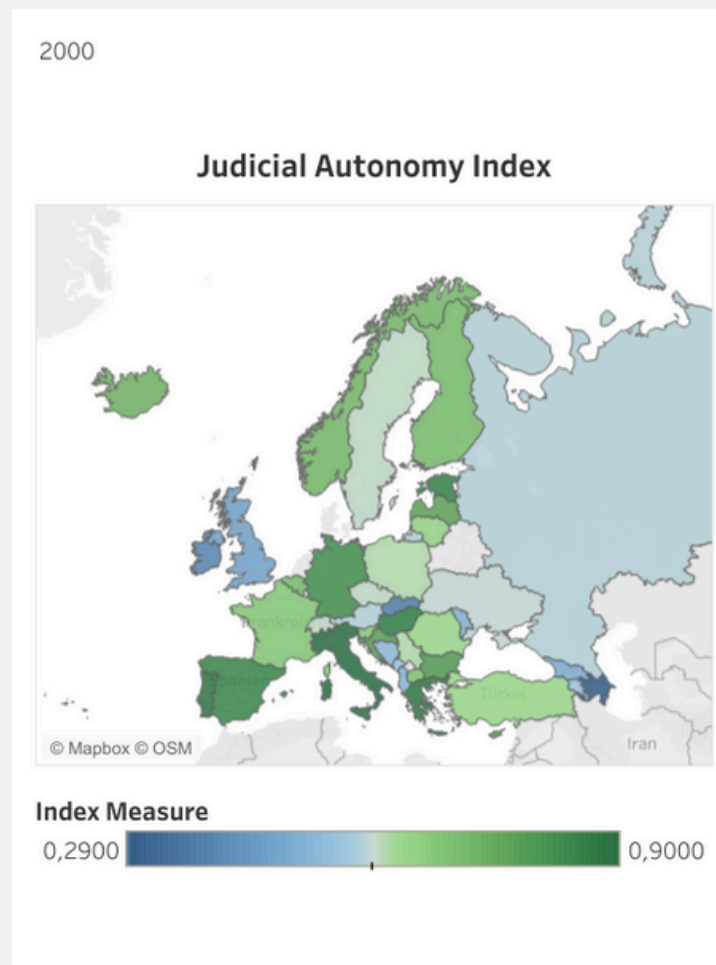 2000
Judicial Autonomy Index
Frankreich
Spanien
Türkei
Iran
© Mapbox © OSM
Index Measure
0,2900
0,9000